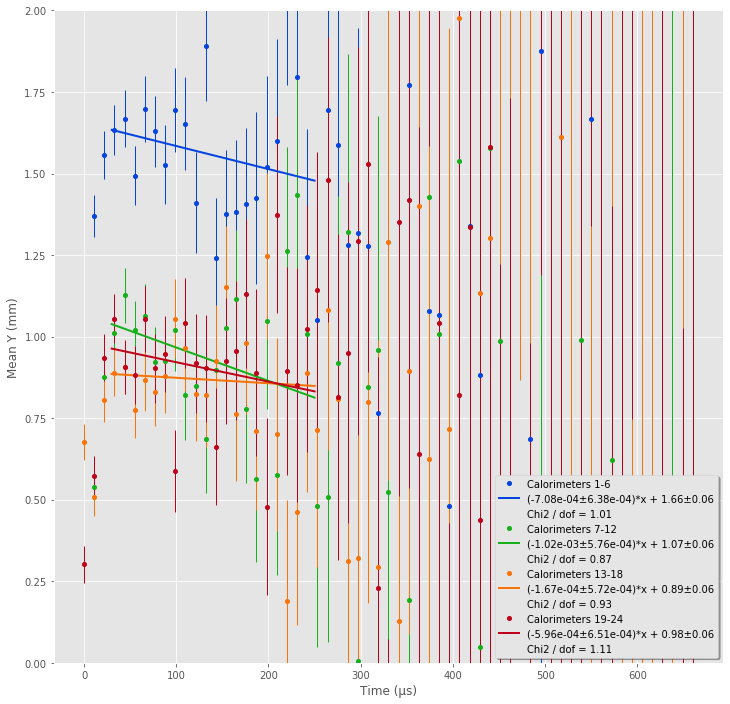 2.00
1.75
1.50
1.25
1.00
0.75
0.50
0.25
0.00
Mean Y (mm)
Calorimeters 1-6
(-7.08e-04±6.38e-04)*x + 1.66±0.06
Chi2 / dof = 1.01
Calorimeters 7-12
(-1.02e-03±5.76e-04)*x + 1.07±0.06
Chi2 / dof = 0.87
Calorimeters 13-18
(-1.67e-04±5.72e-04)*x + 0.89±0.06
Chi2 / dof = 0.93
Calorimeters 19-24
(-5.96e-04±6.51e-04)*x + 0.98±0.06
Chi2 / dof = 1.11
0 100 200 300 400 500 600
Time (μs)